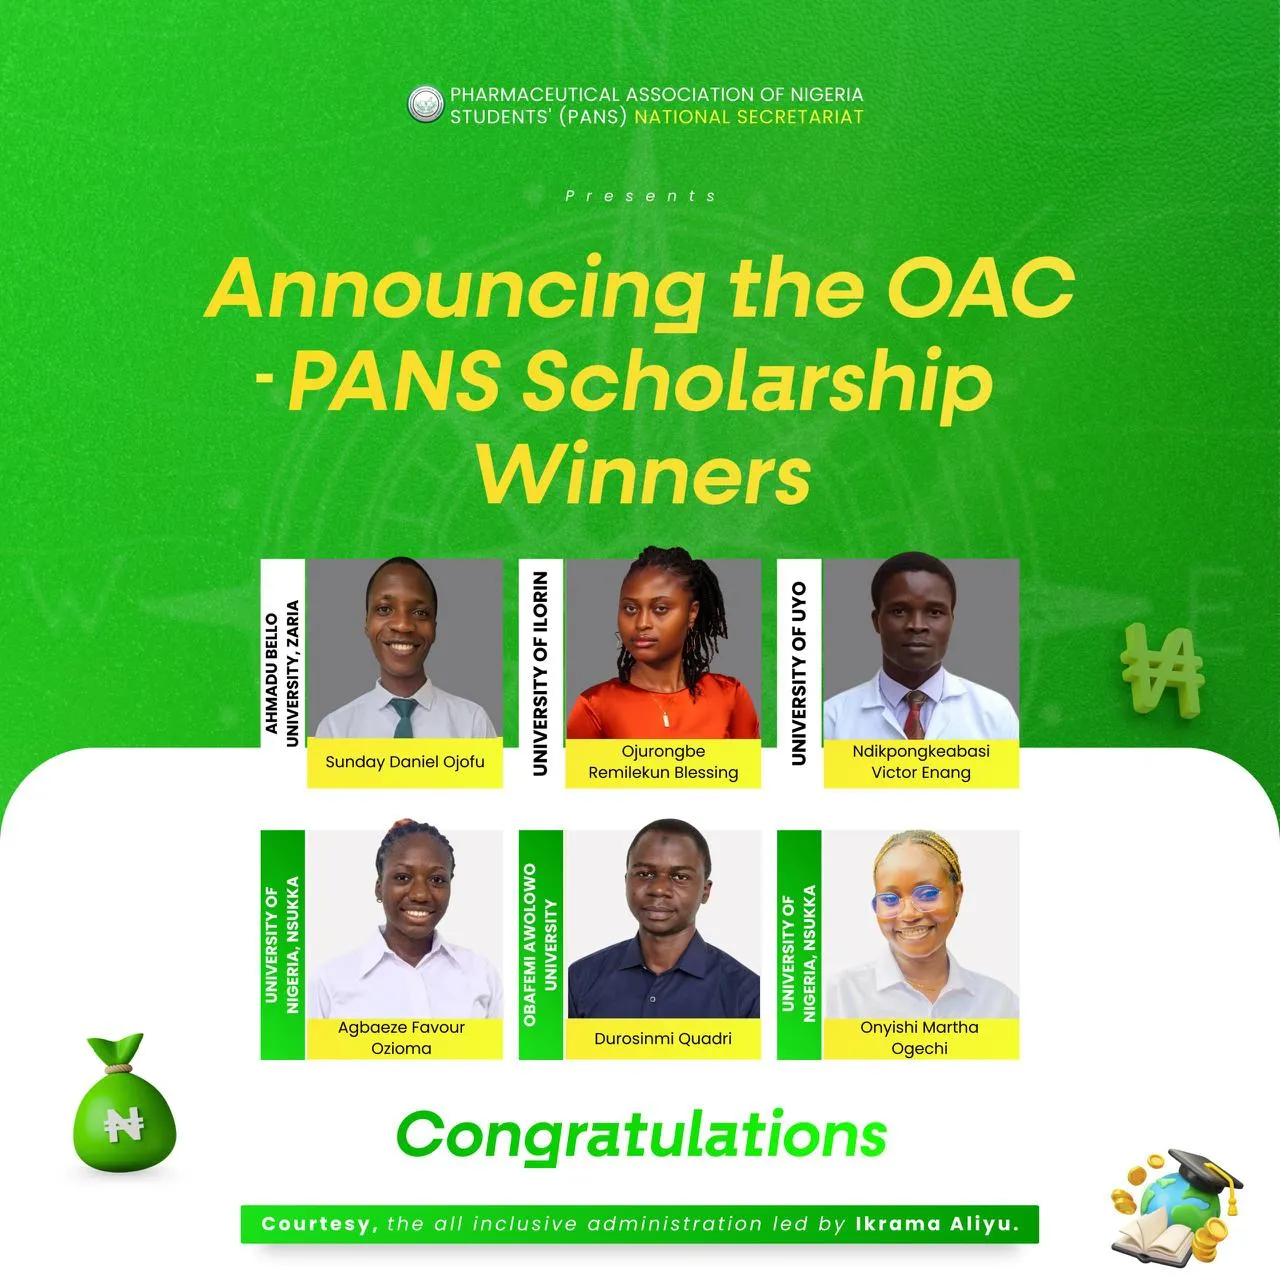 PHARMACEUTICAL ASSOCIATION OF NIGERIA
STUDENTS' (PANS) NATIONAL SECRETARIAT
Presents
Announcing the OAC
-PANS Scholarship
Winners
AHMADU BELLO
UNIVERSITY, ZARIA
Sunday Daniel Ojofu
UNIVERSITY OF ILORIN
Ojurongbe
Remilekun Blessing
UNIVERSITY OF UYO
Ndikpongkeabasi
Victor Enang
UNIVERSITY OF
NIGERIA, NSUKKA
Agbaeze Favour
Ozioma
OBAFEMI AWOLOWO
UNIVERSITY
Durosinmi Quadri
UNIVERSITY OF
NIGERIA, NSUKKA
Onyishi Martha
Ogechi
Congratulations
Courtesy, the all inclusive administration led by Ikrama Aliyu.